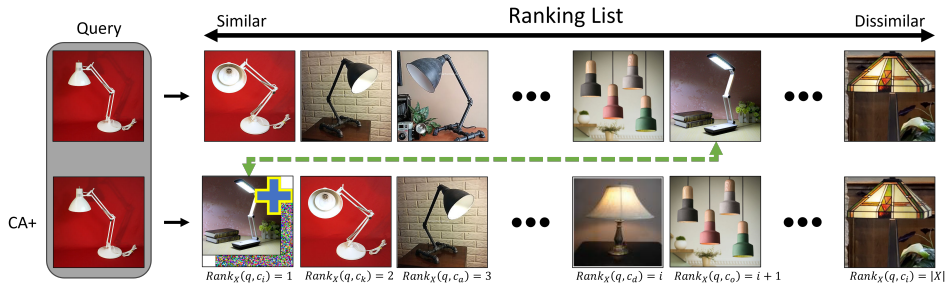 Ranking List
Query
Similar
Dissimilar
CA+
Rank_X(q, c_i) = 1
Rank_X(q, c_k) = 2
Rank_X(q, c_a) = 3
Rank_X(q, c_d) = i
Rank_X(q, c_o) = i + 1
Rank_X(q, c_i) = |X|